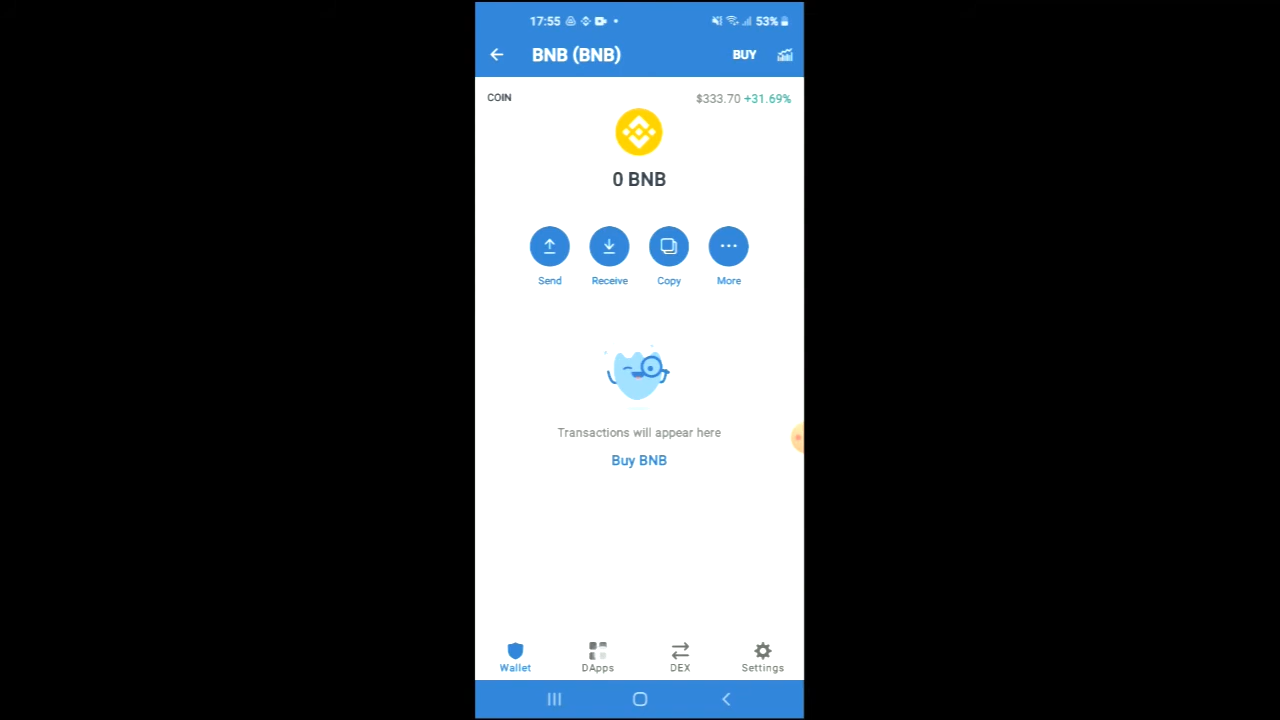 17:55 53%
BNB (BNB) BUY
COIN $333.70 +31.69%
0 BNB
Send Receive Copy More
Transactions will appear here
Buy BNB
Wallet DApps DEX Settings